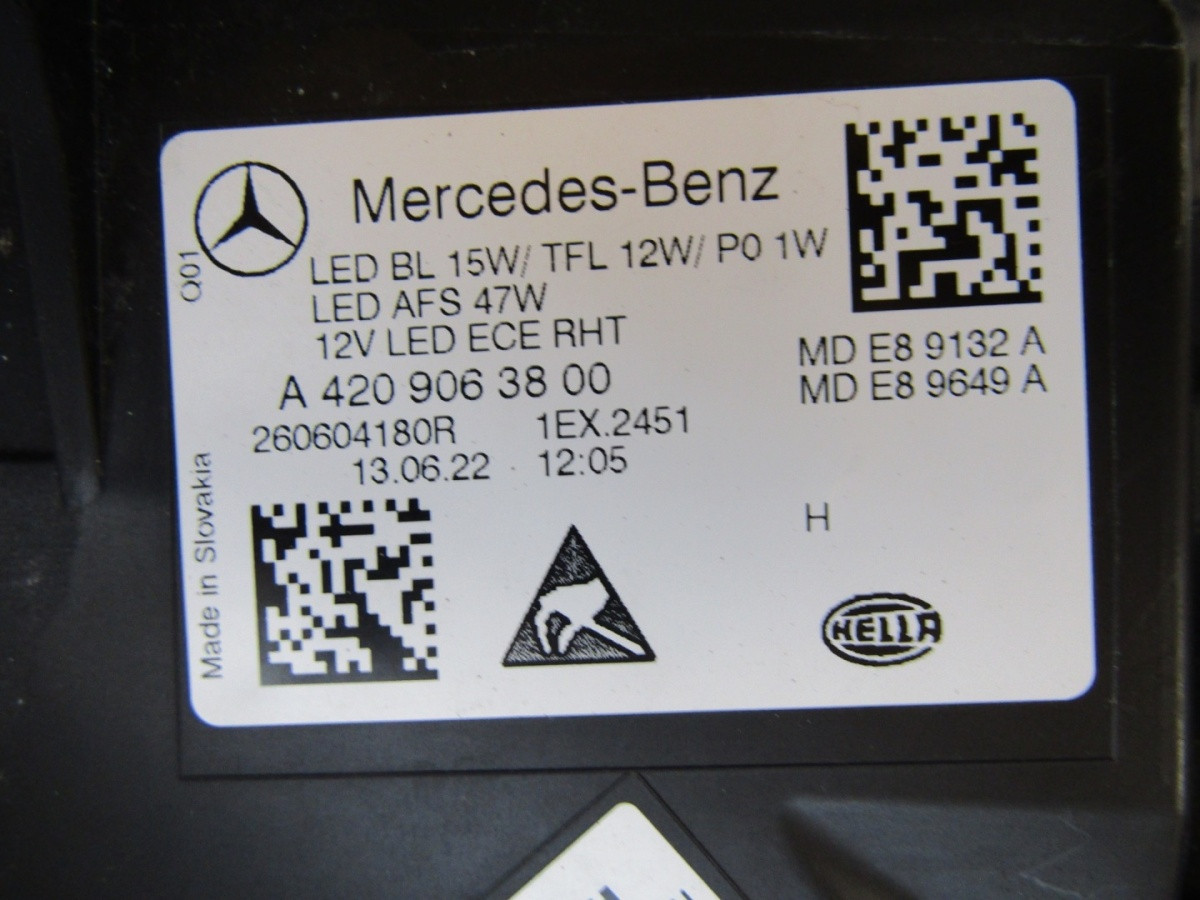 Mercedes-Benz
Q01
LED BL 15W/ TFL 12W/ P0 1W
LED AFS 47W
12V LED ECE RHT
A 420 906 38 00
MD E8 9132 A
MD E8 9649 A
260604180R 1EX.2451
13.06.22 12:05
Made in Slovakia
H
HELLA